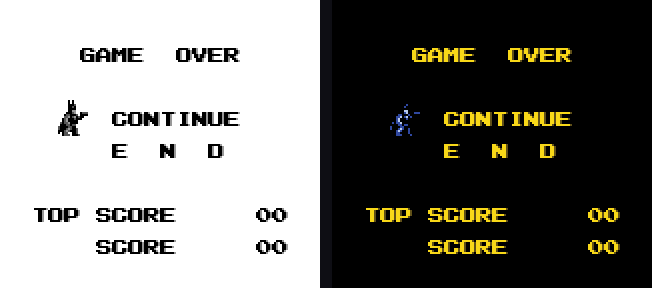 GAME OVER
CONTINUE
E N D
TOP SCORE 00
SCORE 00
GAME OVER
CONTINUE
E N D
TOP SCORE 00
SCORE 00